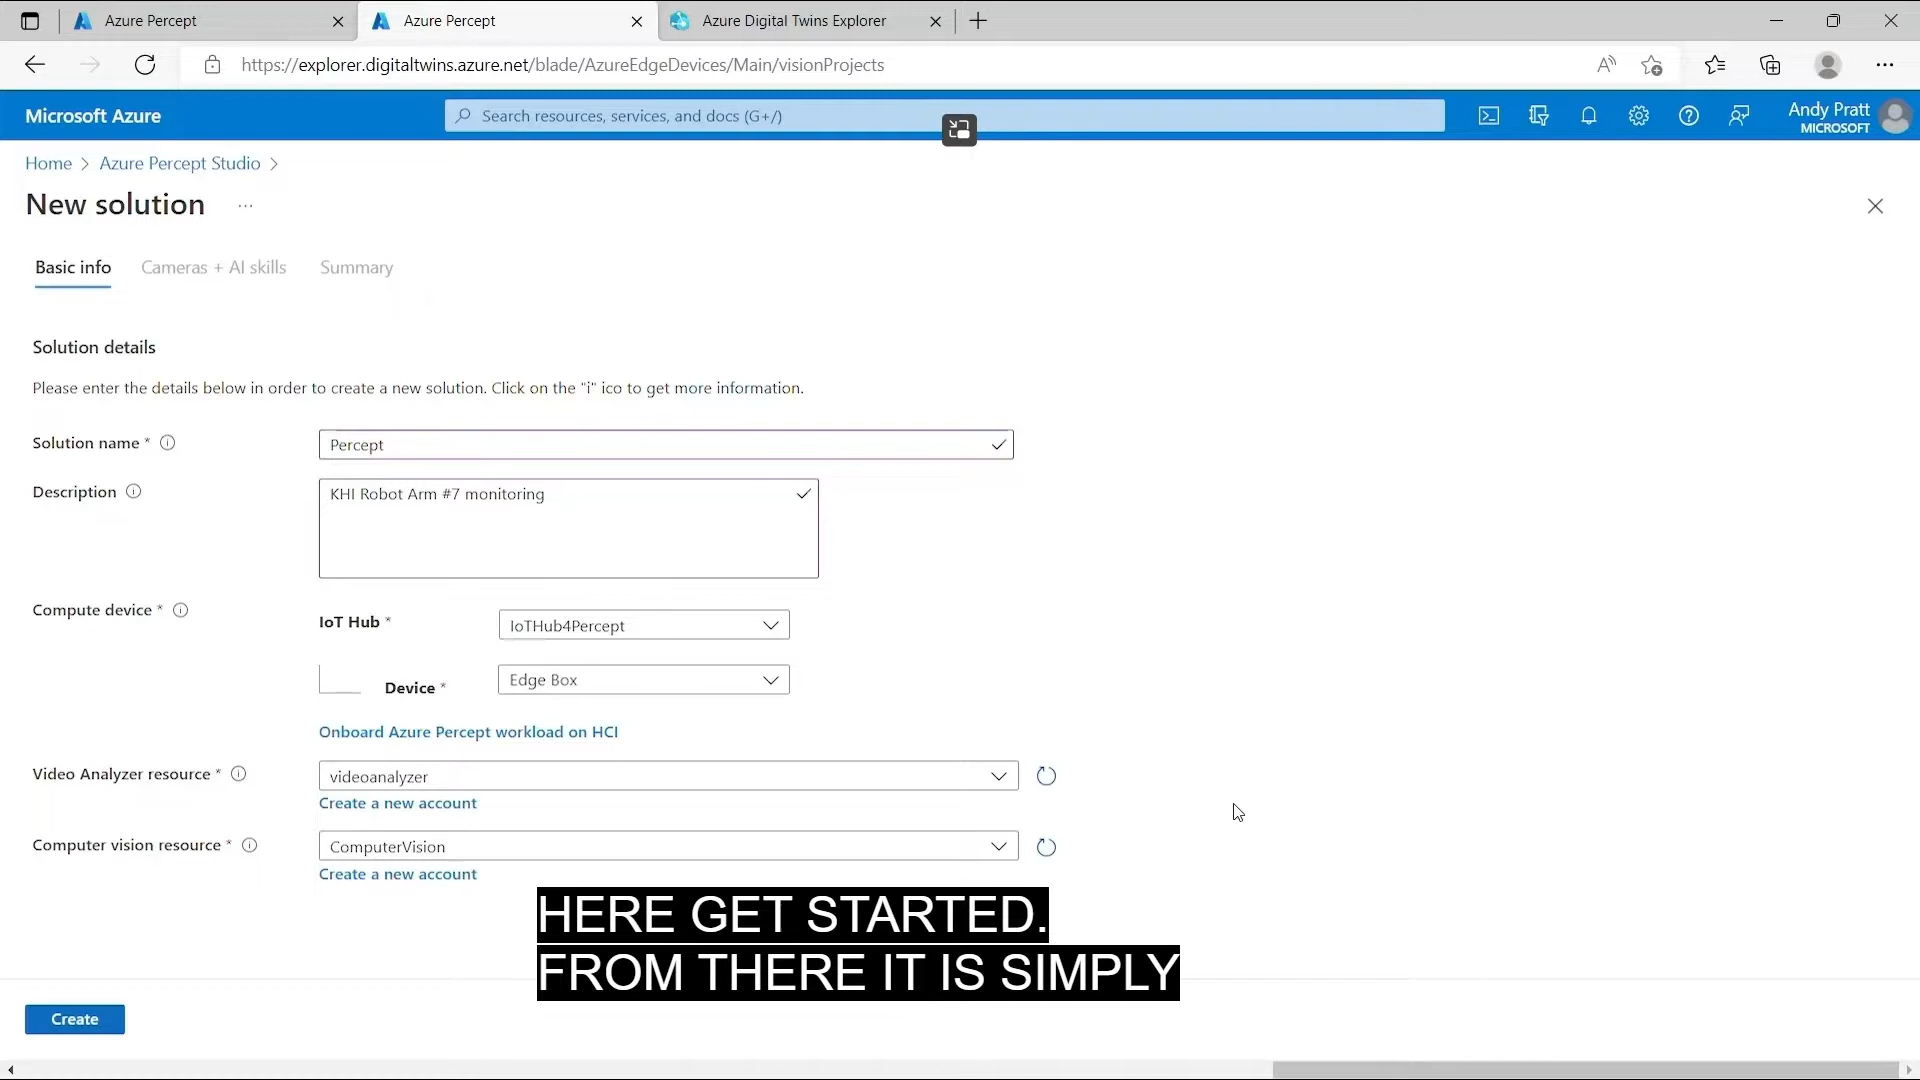 Azure Percept
Azure Percept
Azure Digital Twins Explorer
https://explorer.digitaltwins.azure.net/blade/AzureEdgeDevices/Main/visionProjects
Microsoft Azure
Search resources, services, and docs (G+/)
Andy Pratt
MICROSOFT
Home > Azure Percept Studio >
New solution ...
Basic info Cameras + AI skills Summary
Solution details
Please enter the details below in order to create a new solution. Click on the "i" ico to get more information.
Solution name * Percept
Description KHI Robot Arm #7 monitoring
Compute device * IoT Hub * IoTHub4Percept
Device * Edge Box
Onboard Azure Percept workload on HCI
Video Analyzer resource * videoanalyzer
Create a new account
Computer vision resource * ComputerVision
Create a new account
HERE GET STARTED.
FROM THERE IT IS SIMPLY
Create